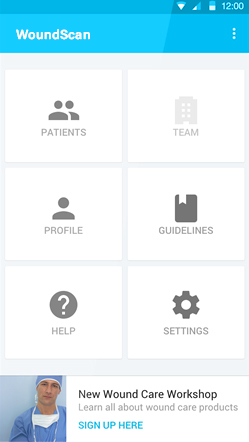 12:00
WoundScan
PATIENTS
TEAM
PROFILE
GUIDELINES
HELP
SETTINGS
New Wound Care Workshop
Learn all about wound care products
SIGN UP HERE